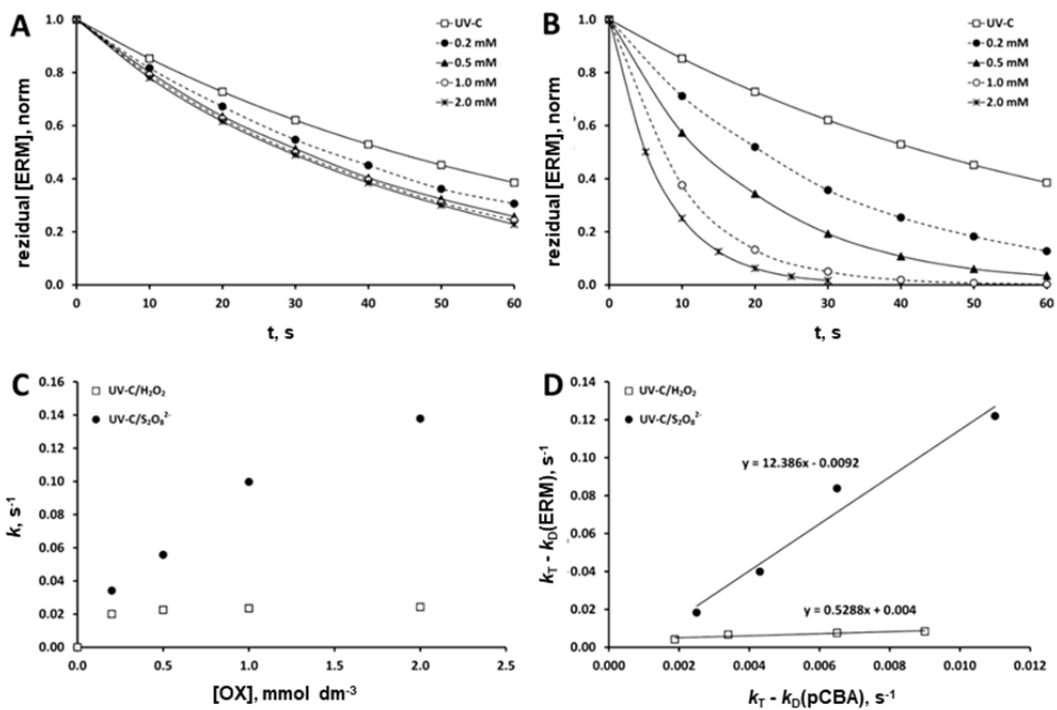 A
1.0
0.8
0.6
0.4
0.2
0.0
0
10
20
30
40
50
60
rezidual [ERM], norm
t, s
UV-C
0.2 mM
0.5 mM
1.0 mM
2.0 mM
B
1.0
0.8
0.6
0.4
0.2
0.0
0
10
20
30
40
50
60
rezidual [ERM], norm
t, s
UV-C
0.2 mM
0.5 mM
1.0 mM
2.0 mM
C
0.16
0.14
0.12
0.10
0.08
0.06
0.04
0.02
0.00
0.0
0.5
1.0
1.5
2.0
2.5
k, s⁻¹
[OX], mmol dm⁻³
UV-C/H₂O₂
UV-C/S₂O₈²⁻
D
0.14
0.12
0.10
0.08
0.06
0.04
0.02
0.00
0.000
0.002
0.004
0.006
0.008
0.010
0.012
k_T - k_D(ERM), s⁻¹
k_T - k_D(pCBA), s⁻¹
UV-C/H₂O₂
UV-C/S₂O₈²⁻
y = 12.386x - 0.0092
y = 0.5288x + 0.004